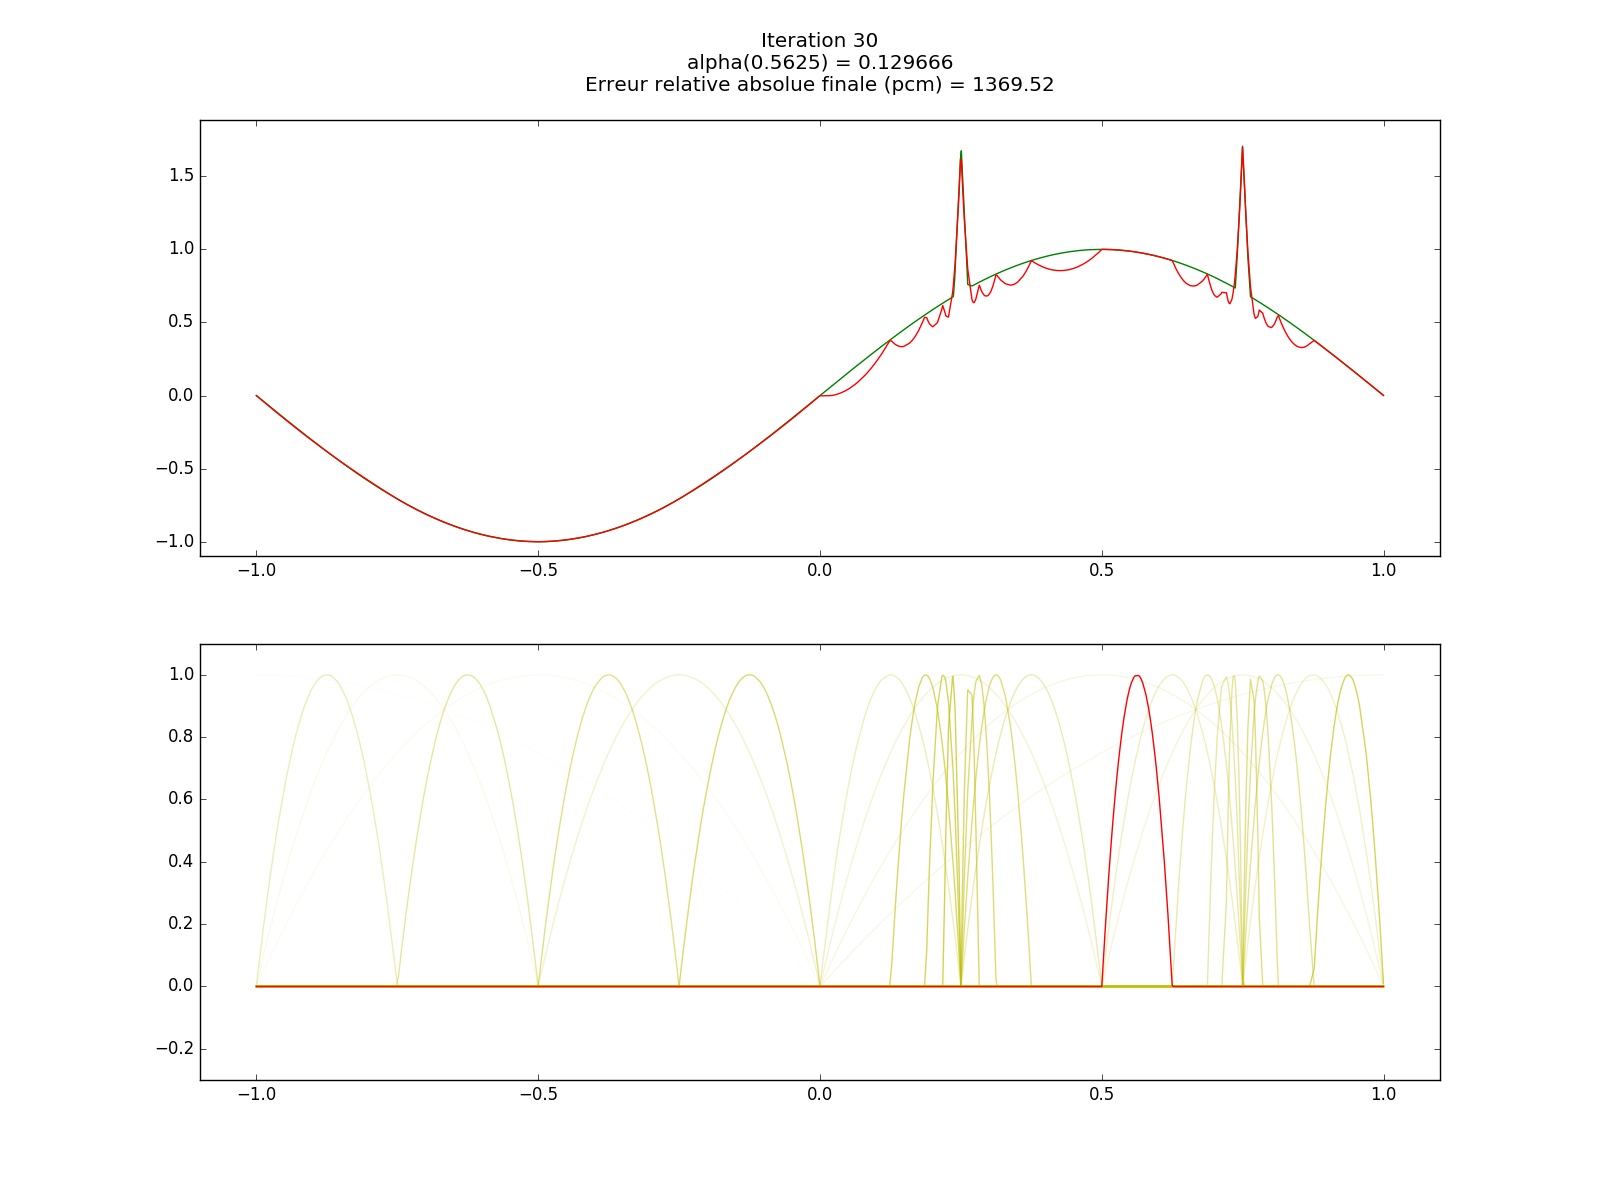 Iteration 30
alpha(0.5625) = 0.129666
Erreur relative absolue finale (pcm) = 1369.52
1.5
1.0
0.5
0.0
−0.5
−1.0
−1.0 −0.5 0.0 0.5 1.0
1.0
0.8
0.6
0.4
0.2
0.0
−0.2
−1.0 −0.5 0.0 0.5 1.0